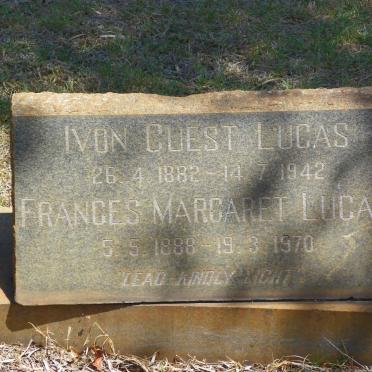 IVON GUEST LUCAS
26.4.1882-14.7.1942
FRANCES MARGARET LUCA
5.5.1888-19.3.1970
"LEAD KINDLY LIGHT"